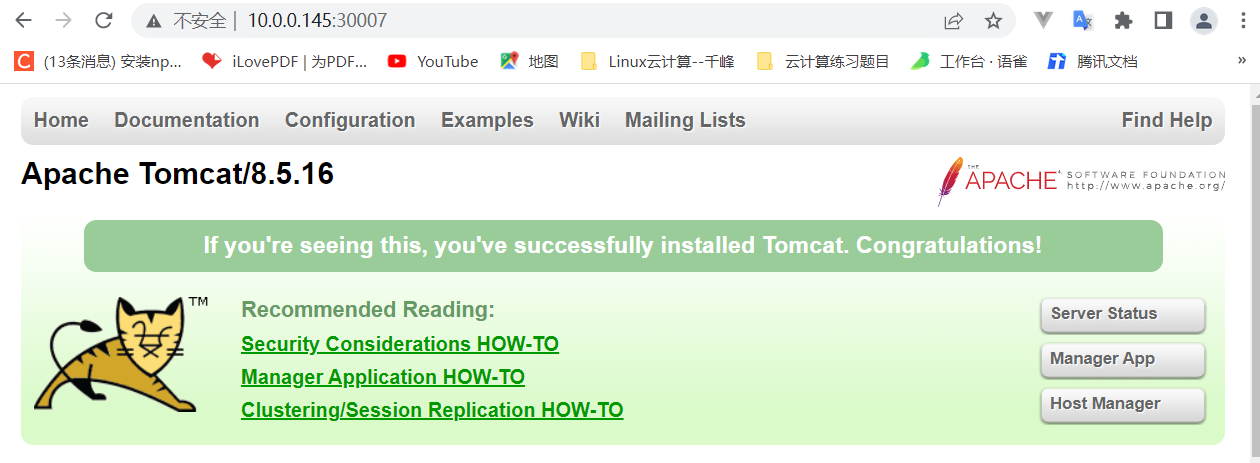 不安全 | 10.0.0.145:30007
(13条消息) 安装np... iLovePDF | 为PDF... YouTube 地图 Linux云计算--千峰 云计算练习题目 工作台 · 语雀 腾讯文档 »
Home Documentation Configuration Examples Wiki Mailing Lists Find Help
Apache Tomcat/8.5.16
THE APACHE SOFTWARE FOUNDATION
http://www.apache.org/
If you're seeing this, you've successfully installed Tomcat. Congratulations!
TM
Recommended Reading:
Security Considerations HOW-TO
Manager Application HOW-TO
Clustering/Session Replication HOW-TO
Server Status
Manager App
Host Manager